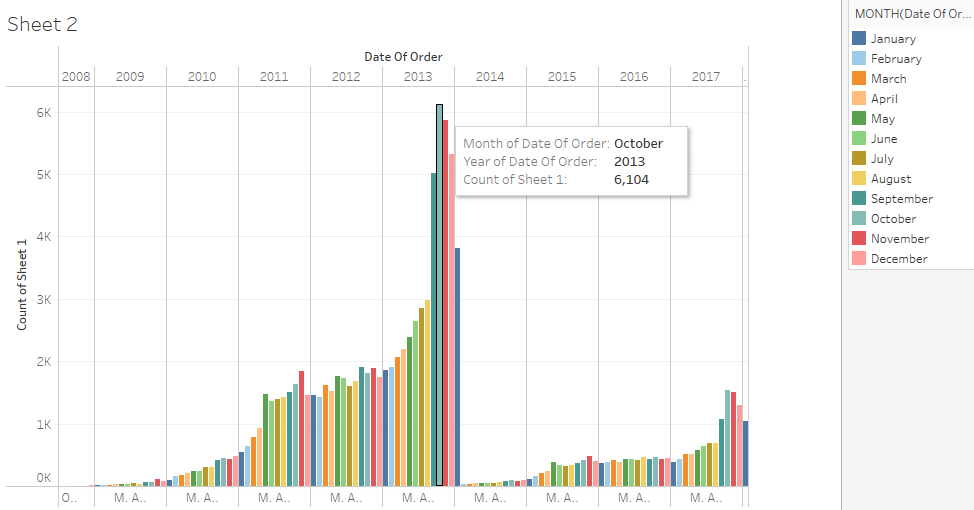 Sheet 2
MONTH(Date Of Or...
Date Of Order
2008 2009 2010 2011 2012 2013 2014 2015 2016 2017 .
January
February
March
April
May
June
July
August
September
October
November
December
6K
5K
4K
3K
2K
1K
0K
Count of Sheet 1
Month of Date Of Order: October
Year of Date Of Order: 2013
Count of Sheet 1: 6,104
O.. M. A.. M. A.. M. A.. M. A.. M. A.. M. A.. M. A.. M. A.. M. A..